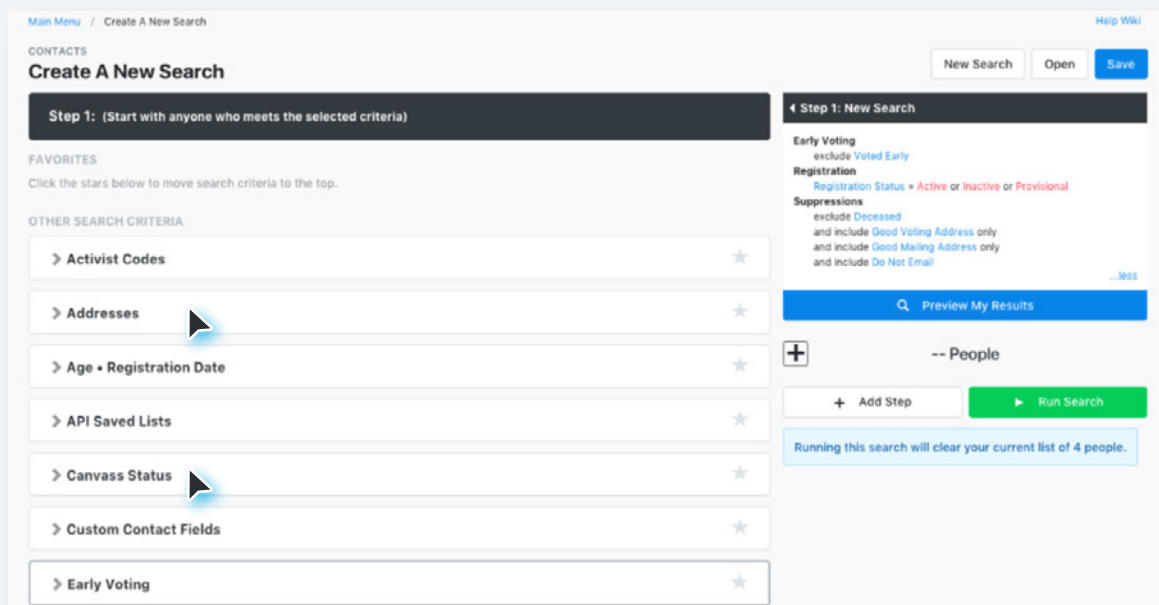 Main Menu / Create A New Search
Help Wiki
CONTACTS
Create A New Search
New Search
Open
Save
Step 1: (Start with anyone who meets the selected criteria)
FAVORITES
Click the stars below to move search criteria to the top.
OTHER SEARCH CRITERIA
Activist Codes
Addresses
Age • Registration Date
API Saved Lists
Canvass Status
Custom Contact Fields
Early Voting
Step 1: New Search
Early Voting
exclude Voted Early
Registration
Registration Status = Active or Inactive or Provisional
Suppressions
exclude Deceased
and include Good Voting Address only
and include Good Mailing Address only
and include Do Not Email
...less
Preview My Results
-- People
+ Add Step
Run Search
Running this search will clear your current list of 4 people.